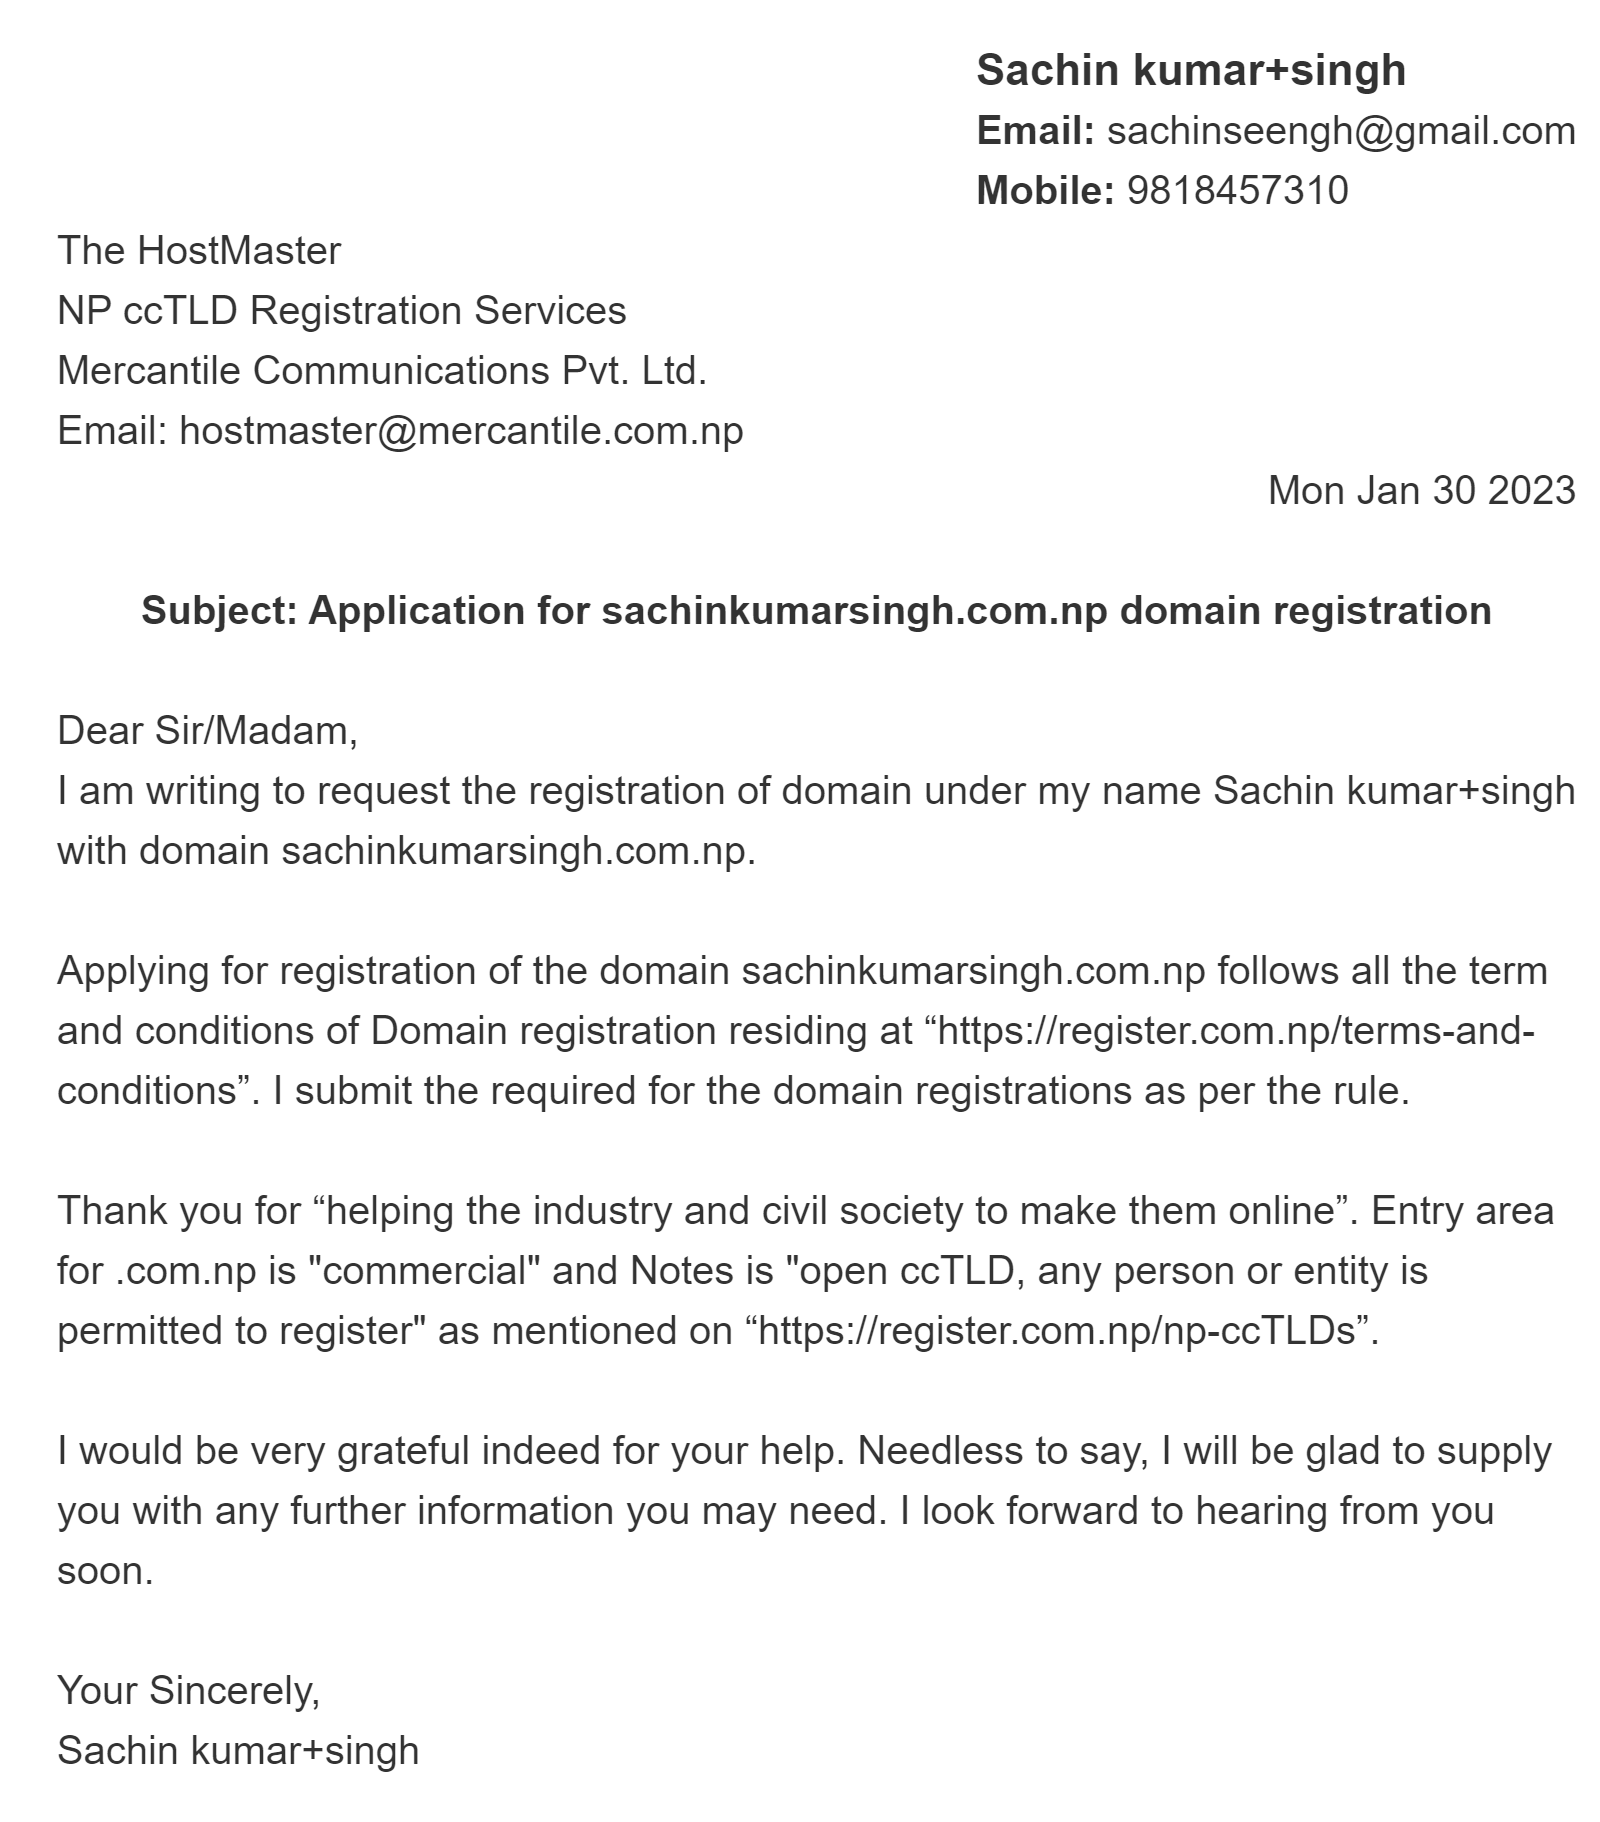 Sachin kumar+singh
Email: sachinseengh@gmail.com
Mobile: 9818457310
The HostMaster
NP ccTLD Registration Services
Mercantile Communications Pvt. Ltd.
Email: hostmaster@mercantile.com.np
Mon Jan 30 2023
Subject: Application for sachinkumarsingh.com.np domain registration
Dear Sir/Madam,
I am writing to request the registration of domain under my name Sachin kumar+singh
with domain sachinkumarsingh.com.np.
Applying for registration of the domain sachinkumarsingh.com.np follows all the term
and conditions of Domain registration residing at “https://register.com.np/terms-and-
conditions”. I submit the required for the domain registrations as per the rule.
Thank you for “helping the industry and civil society to make them online”. Entry area
for .com.np is "commercial" and Notes is "open ccTLD, any person or entity is
permitted to register" as mentioned on “https://register.com.np/np-ccTLDs”.
I would be very grateful indeed for your help. Needless to say, I will be glad to supply
you with any further information you may need. I look forward to hearing from you
soon.
Your Sincerely,
Sachin kumar+singh